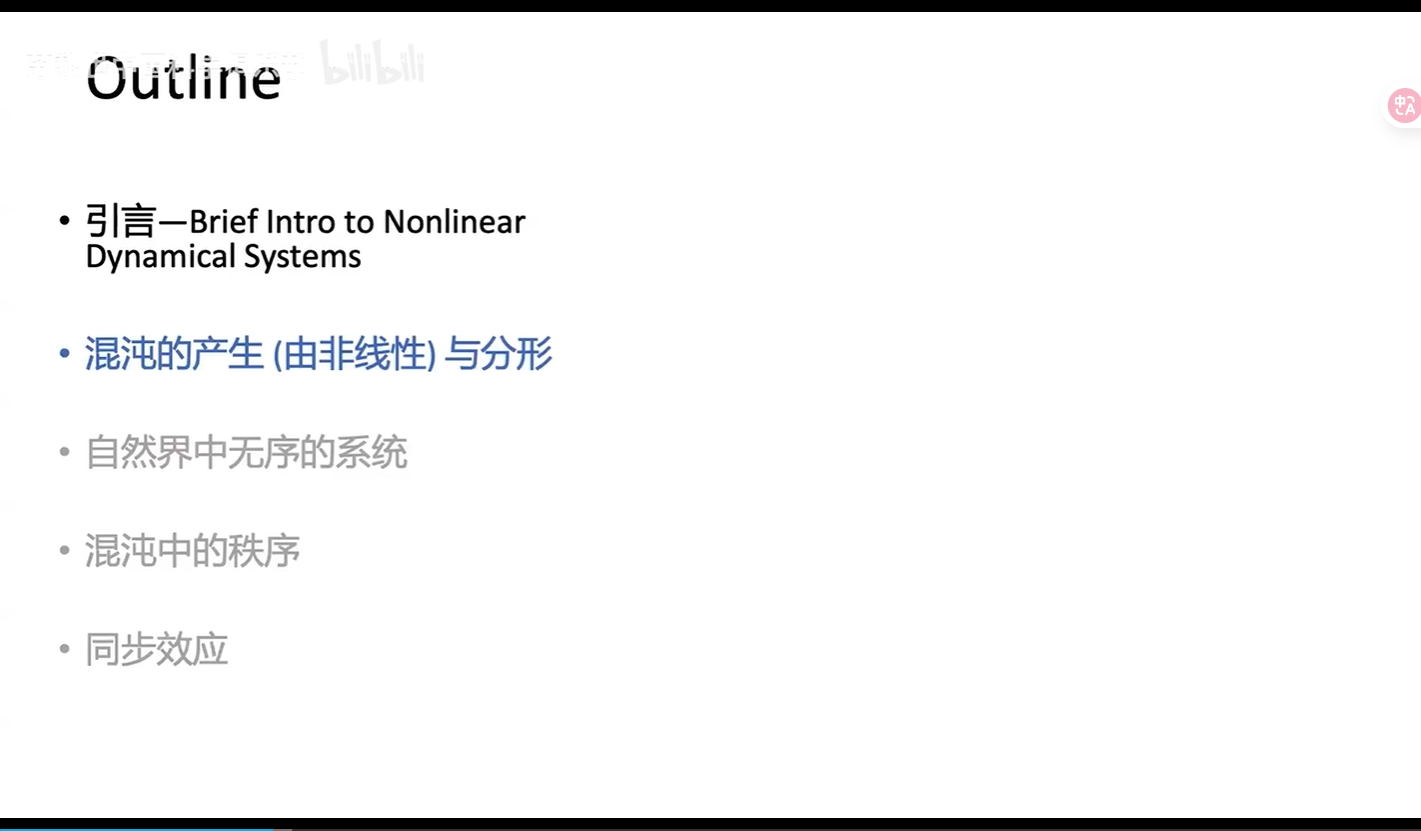 bilibili
Outline
• 引言—Brief Intro to Nonlinear
Dynamical Systems
• 混沌的产生 (由非线性) 与分形
• 自然界中无序的系统
• 混沌中的秩序
• 同步效应
中
A